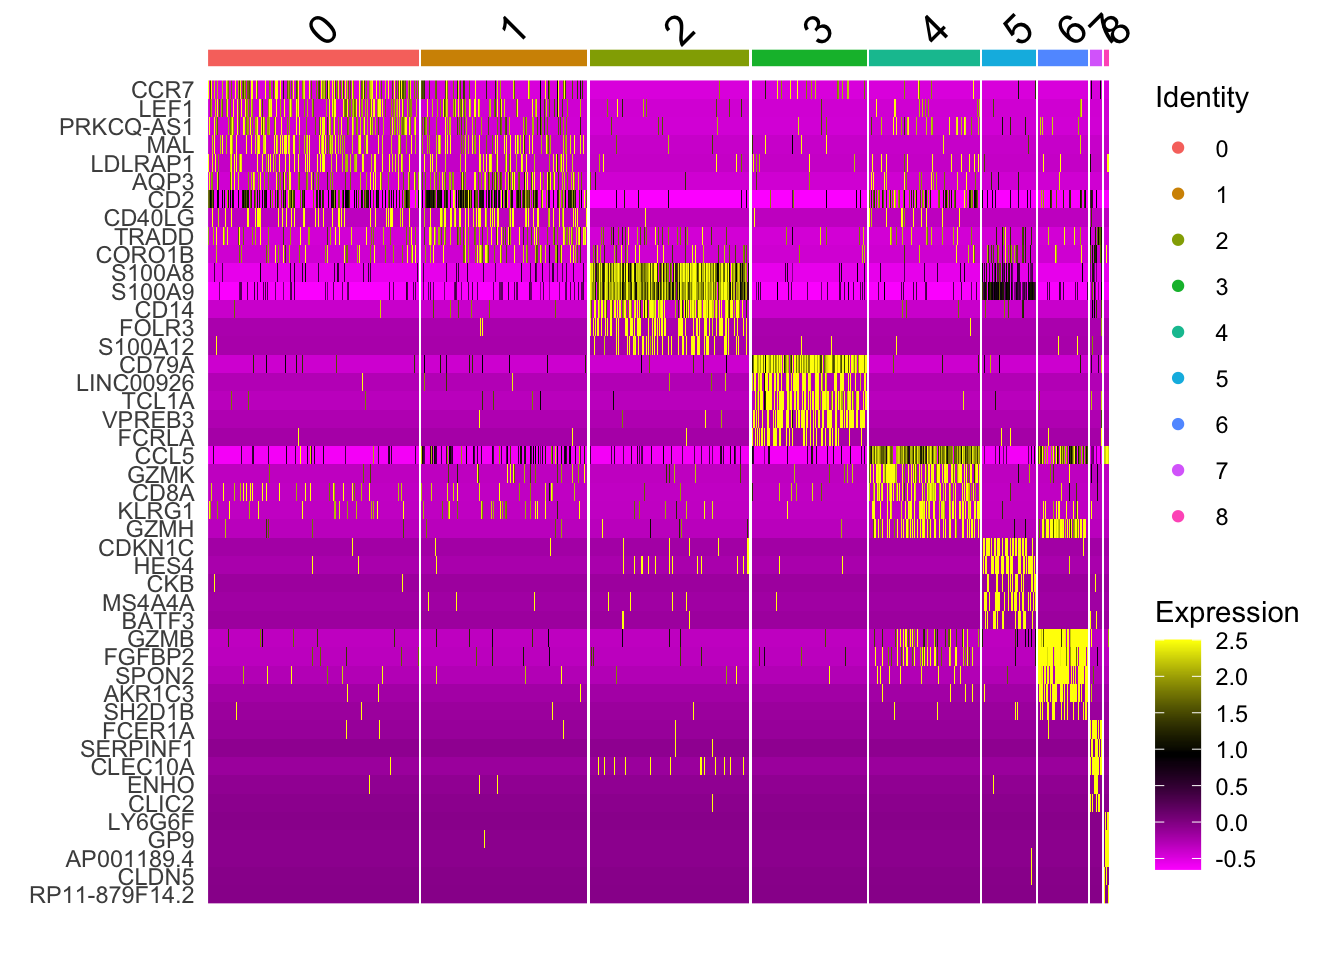 0 1 2 3 4 5 6 7 8
CCR7
LEF1
PRKCQ-AS1
MAL
LDLRAP1
AQP3
CD2
CD40LG
TRADD
CORO1B
S100A8
S100A9
CD14
FOLR3
S100A12
CD79A
LINC00926
TCL1A
VPREB3
FCRLA
CCL5
GZMK
CD8A
KLRG1
GZMH
CDKN1C
HES4
CKB
MS4A4A
BATF3
GZMB
FGFBP2
SPON2
AKR1C3
SH2D1B
FCER1A
SERPINF1
CLEC10A
ENHO
CLIC2
LY6G6F
GP9
AP001189.4
CLDN5
RP11-879F14.2
Identity
0
1
2
3
4
5
6
7
8
Expression
2.5
2.0
1.5
1.0
0.5
0.0
-0.5